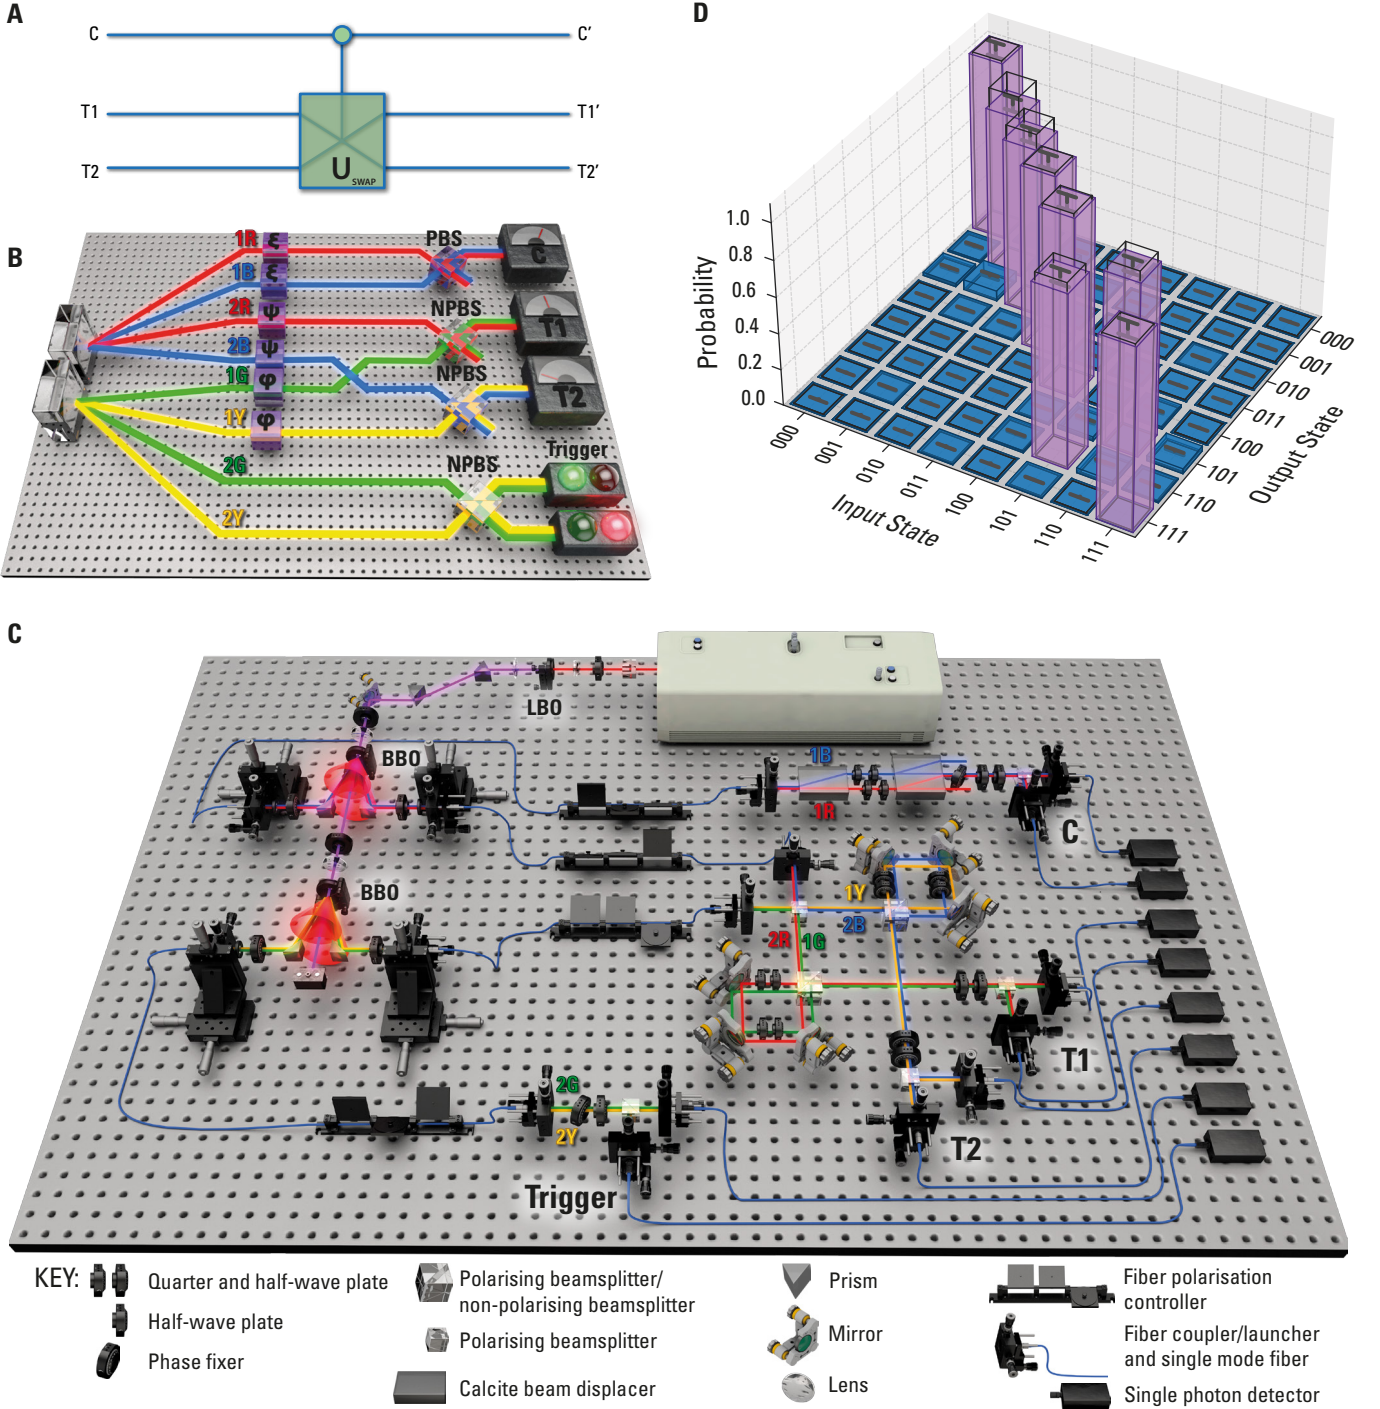 A
C
C′
T1
T1′
T2
T2′
U
SWAP
B
1R
ξ
1B
ξ
2R
ψ
2B
ψ
1G
φ
1Y
φ
2G
2Y
PBS
NPBS
NPBS
NPBS
C
T1
T2
Trigger
D
Probability
1.0
0.8
0.6
0.4
0.2
0.0
000
001
010
011
100
101
110
111
Input State
000
001
010
011
100
101
110
111
Output State
C
LBO
BBO
BBO
1B
1R
C
1Y
2B
2R
1G
T1
T2
2G
2Y
Trigger
KEY:
Quarter and half-wave plate
Half-wave plate
Phase fixer
Polarising beamsplitter/
non-polarising beamsplitter
Polarising beamsplitter
Calcite beam displacer
Prism
Mirror
Lens
Fiber polarisation
controller
Fiber coupler/launcher
and single mode fiber
Single photon detector